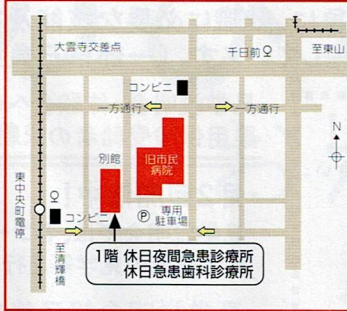 大雲寺交差点
千日前
至東山
コンビニ
一方通行
一方通行
別館
旧市民
病院
N
東中央町電停
コンビニ
P
専用
駐車場
至清輝橋
1階 休日夜間急患診療所
休日急患歯科診療所